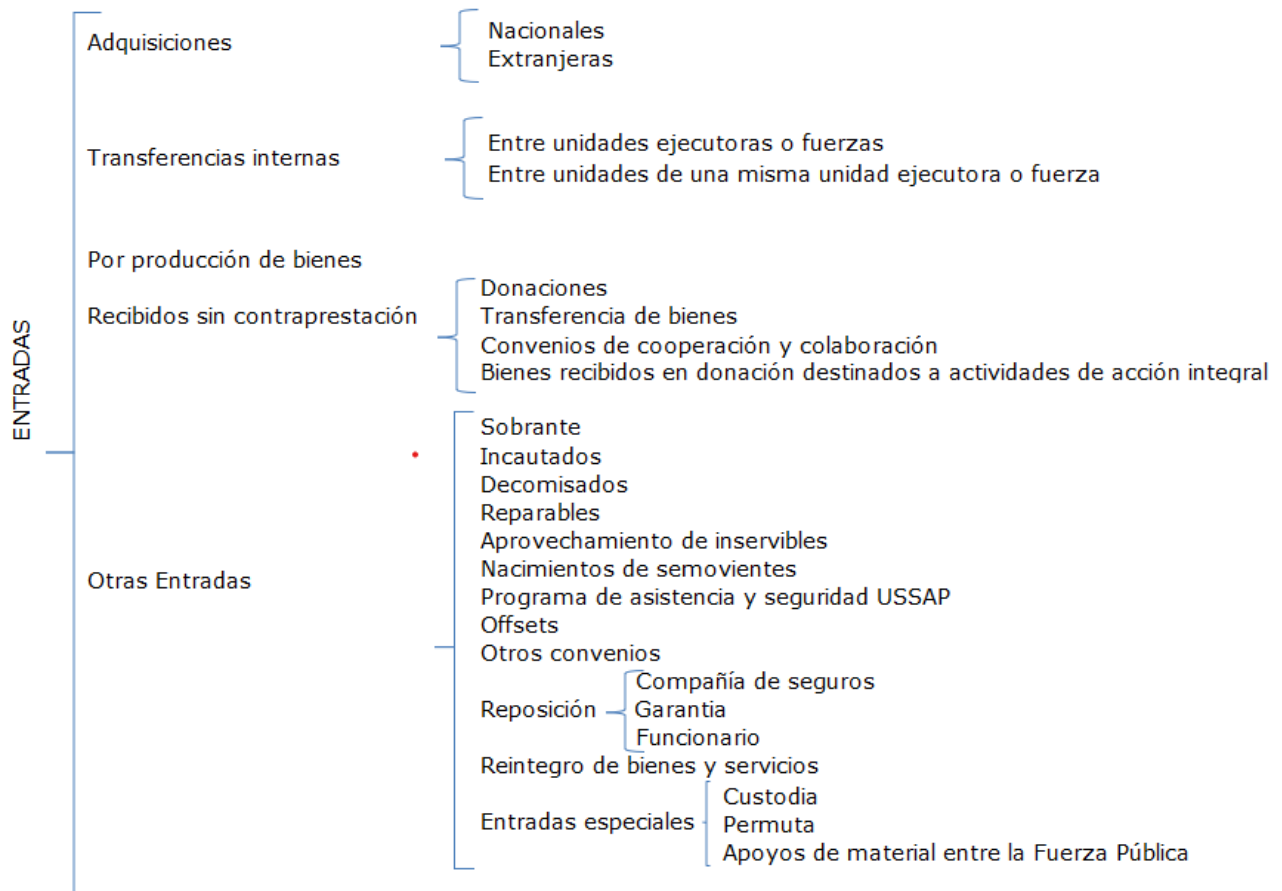 ENTRADAS
Adquisiciones
Nacionales
Extranjeras
Transferencias internas
Entre unidades ejecutoras o fuerzas
Entre unidades de una misma unidad ejecutora o fuerza
Por producción de bienes
Recibidos sin contraprestación
Donaciones
Transferencia de bienes
Convenios de cooperación y colaboración
Bienes recibidos en donación destinados a actividades de acción integral
Otras Entradas
Sobrante
Incautados
Decomisados
Reparables
Aprovechamiento de inservibles
Nacimientos de semovientes
Programa de asistencia y seguridad USSAP
Offsets
Otros convenios
Reposición
Compañía de seguros
Garantia
Funcionario
Reintegro de bienes y servicios
Entradas especiales
Custodia
Permuta
Apoyos de material entre la Fuerza Pública